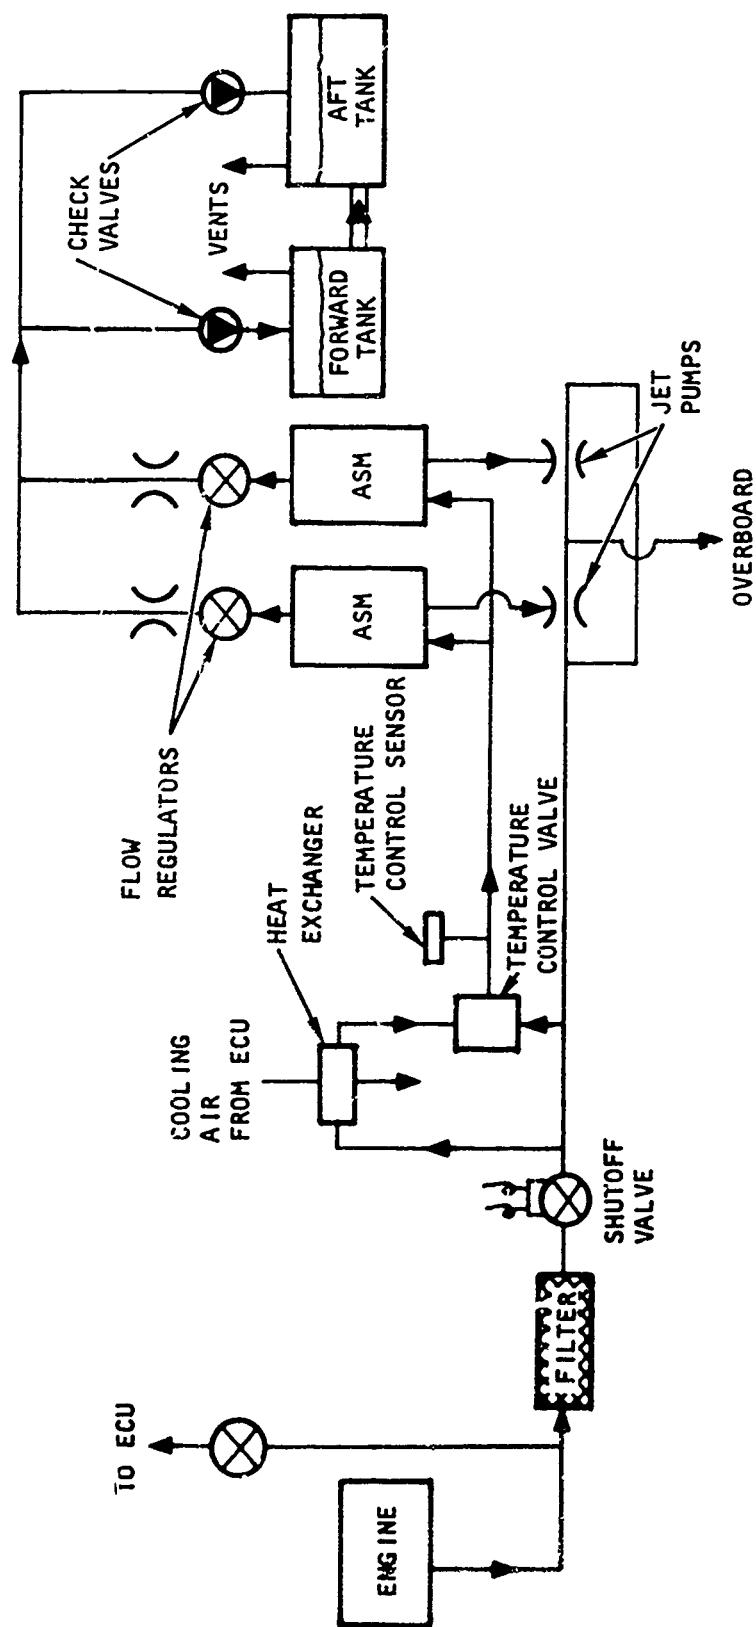 ENGINE
TO ECU
FILTER
SHUTOFF
VALVE
COOLING
AIR
FROM ECU
HEAT
EXCHANGER
TEMPERATURE
CONTROL SENSOR
TEMPERATURE
CONTROL VALVE
FLOW
REGULATORS
ASM
ASM
CHECK
VALVES
VENTS
FORWARD
TANK
AFT
TANK
JET
PUMPS
OVERBOARD